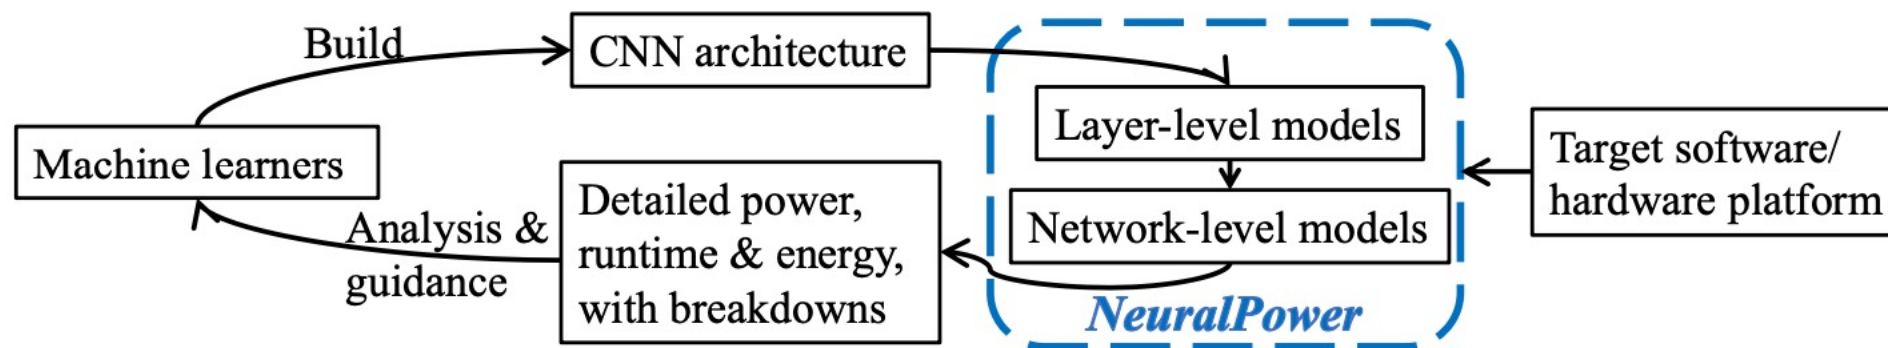 Build
CNN architecture
Machine learners
Layer-level models
Network-level models
NeuralPower
Target software/
hardware platform
Detailed power,
runtime & energy,
with breakdowns
Analysis &
guidance